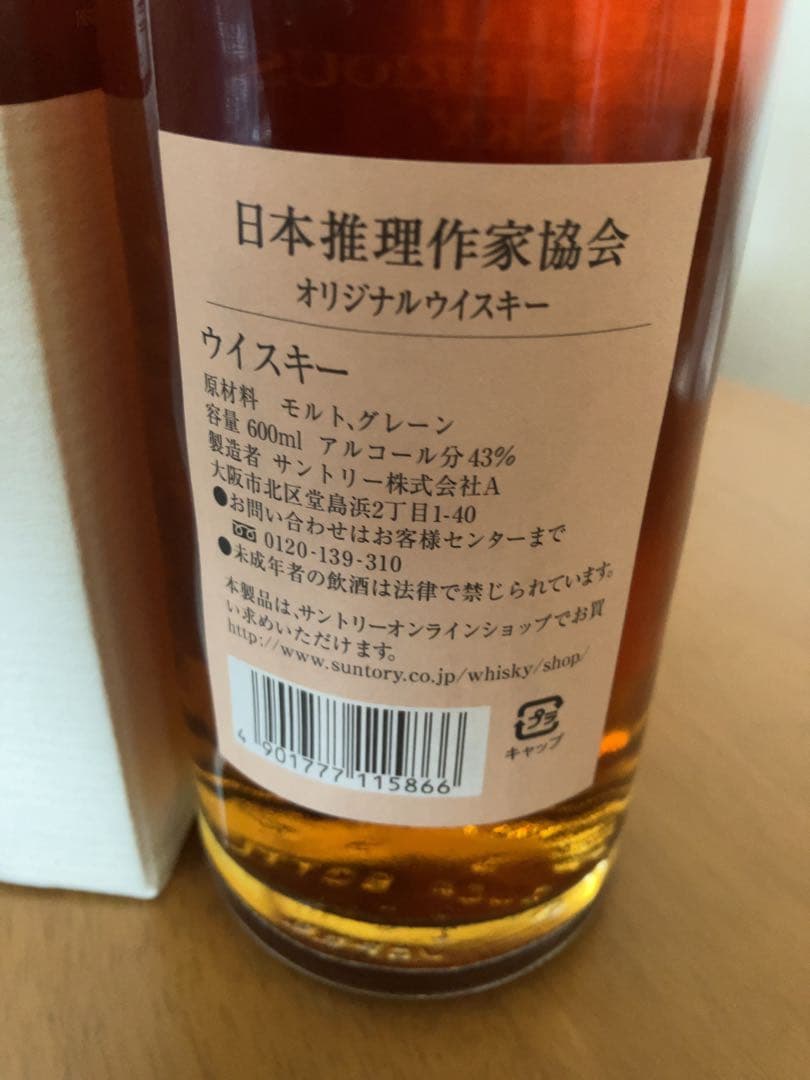 日本推理作家協会
オリジナルウイスキー
ウイスキー
原材料 モルト、グレーン
容量 600ml アルコール分43%
製造者 サントリー株式会社A
大阪市北区堂島浜2丁目1-40
●お問い合わせはお客様センターまで
0120-139-310
●未成年者の飲酒は法律で禁じられています。
本製品は、サントリーオンラインショップでお買
い求めいただけます。
http://www.suntory.co.jp/whisky/shop/
4 901777 115866
プラ
キャップ